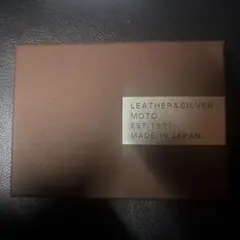 LEATHER&SILVER
MOTO
EST.1971
MADE IN JAPAN